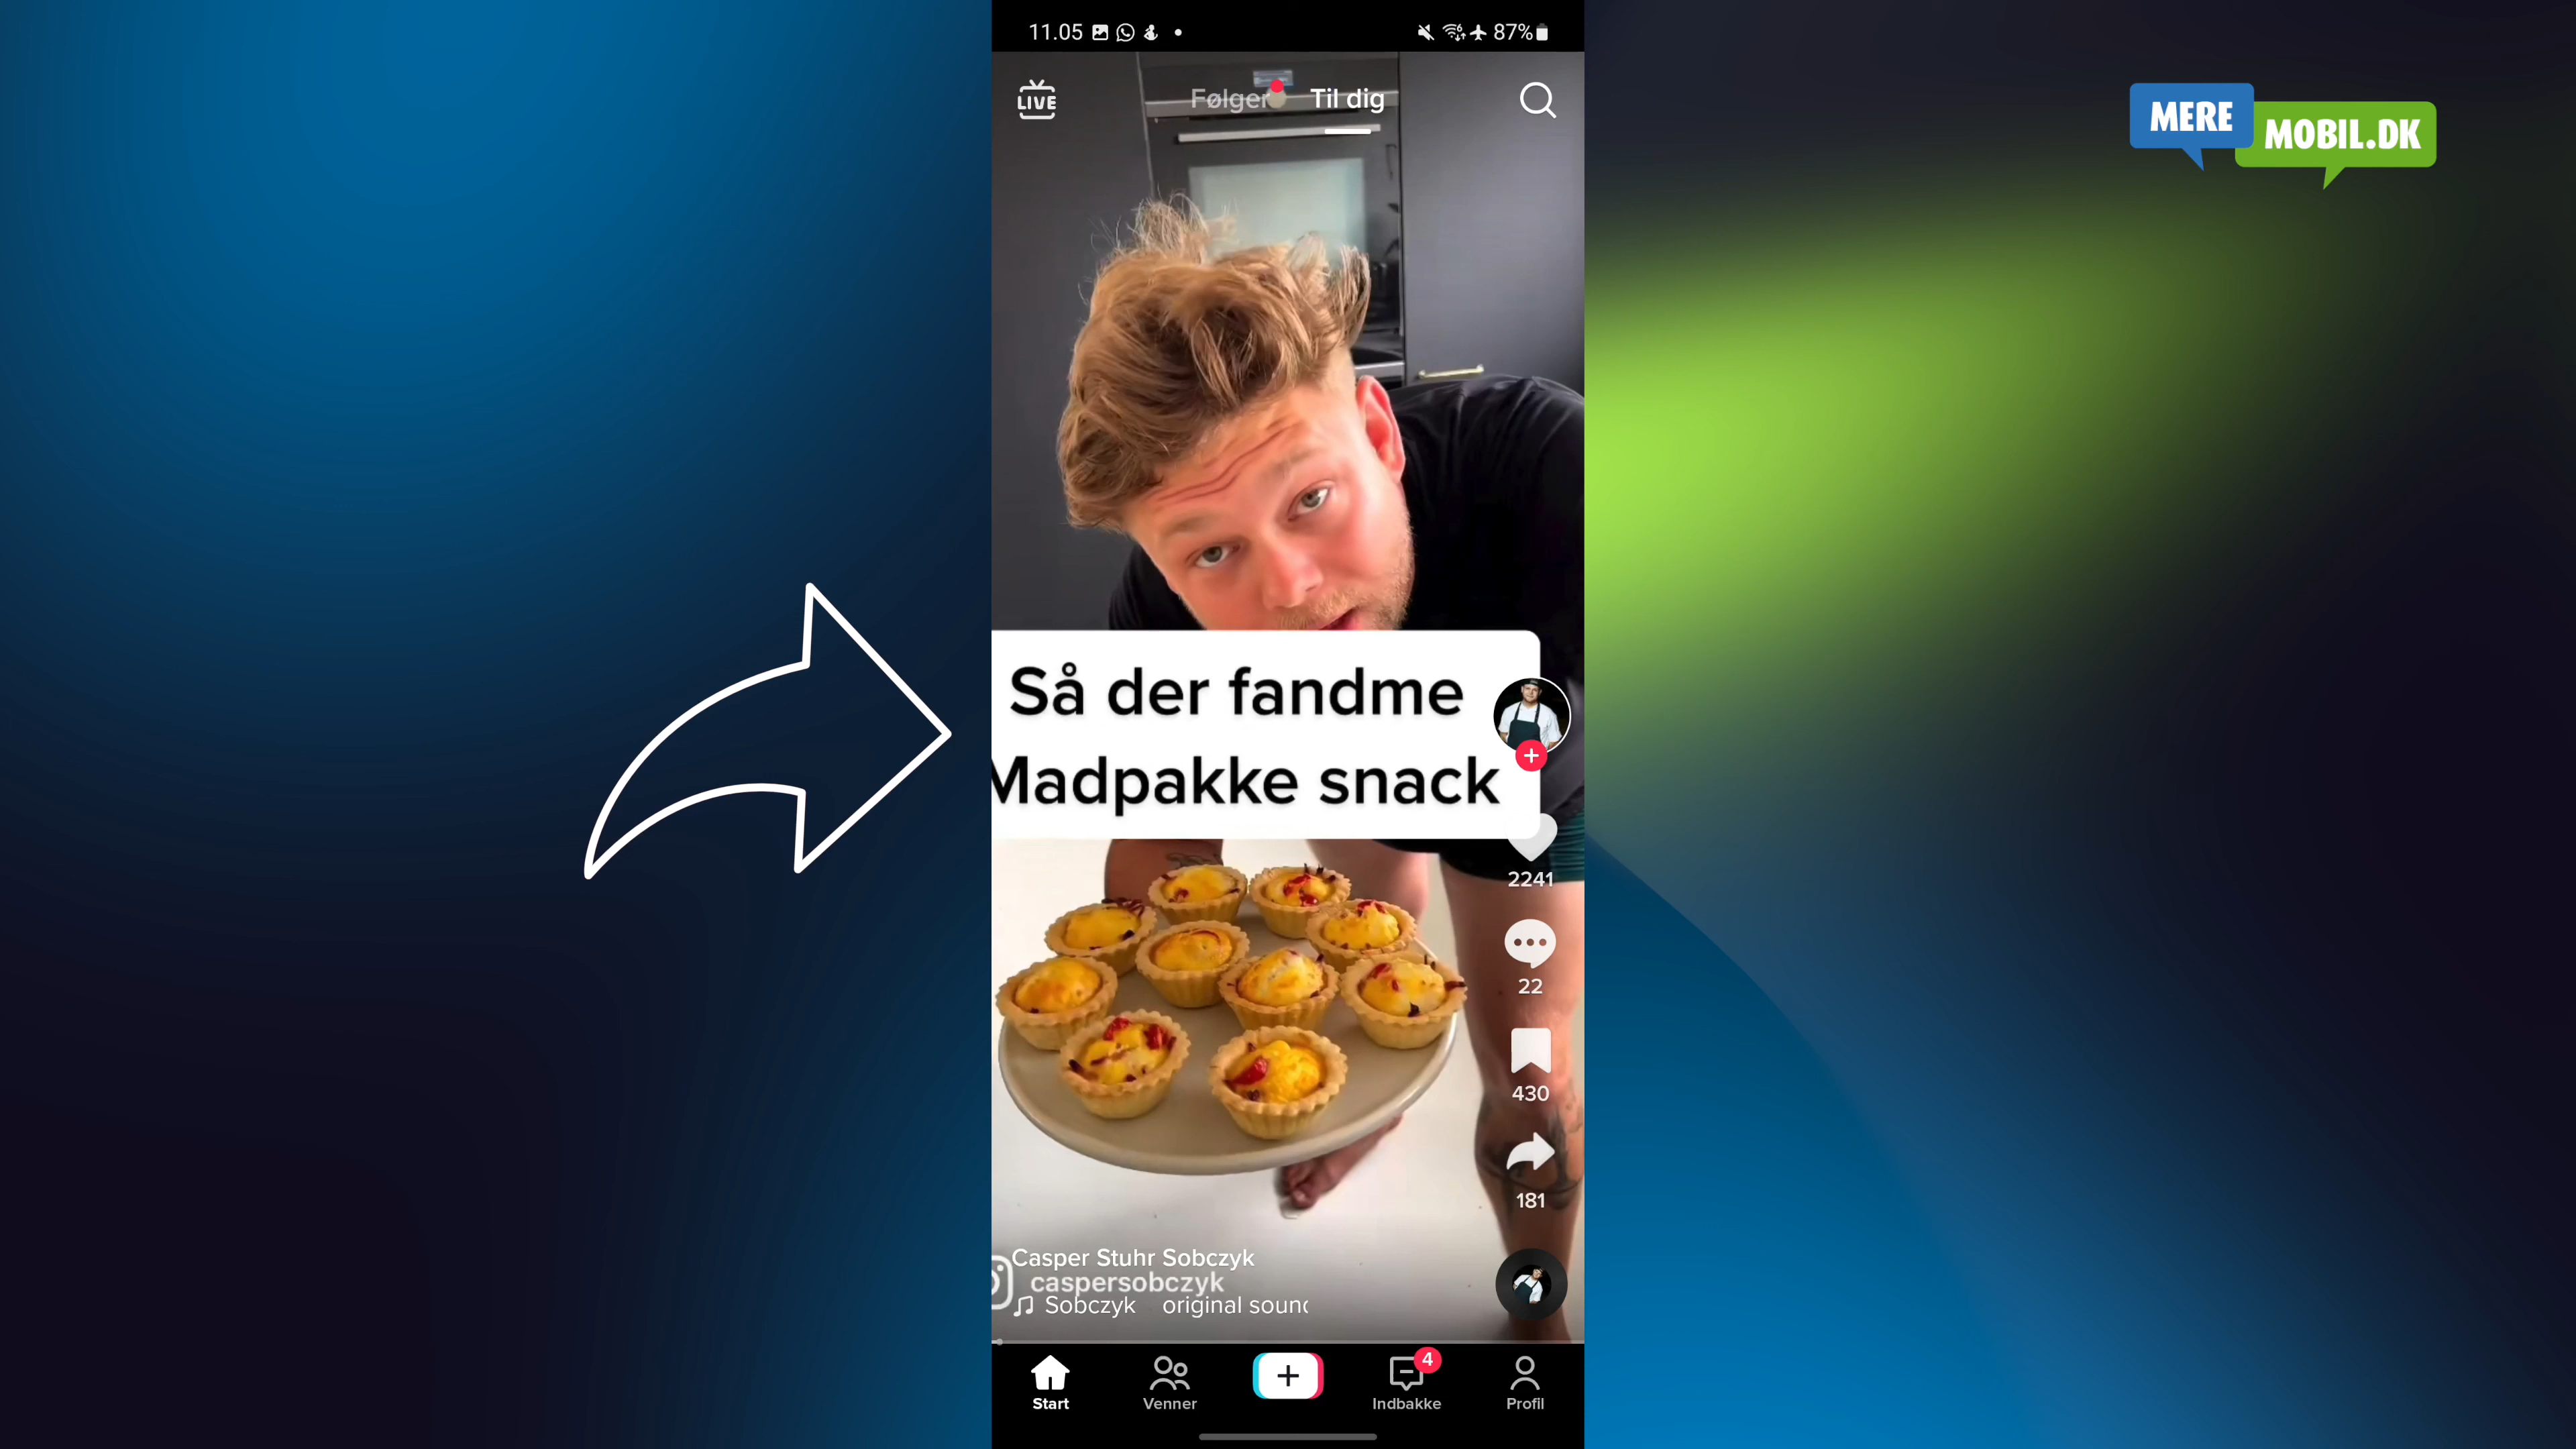 11.05
87%
MERE
MOBIL.DK
LIVE
Følger
Til dig
Så der fandme
Madpakke snack
2241
22
430
181
Casper Stuhr Sobczyk
caspersobczyk
Sobczyk original soun
4
Start
Venner
Indbakke
Profil